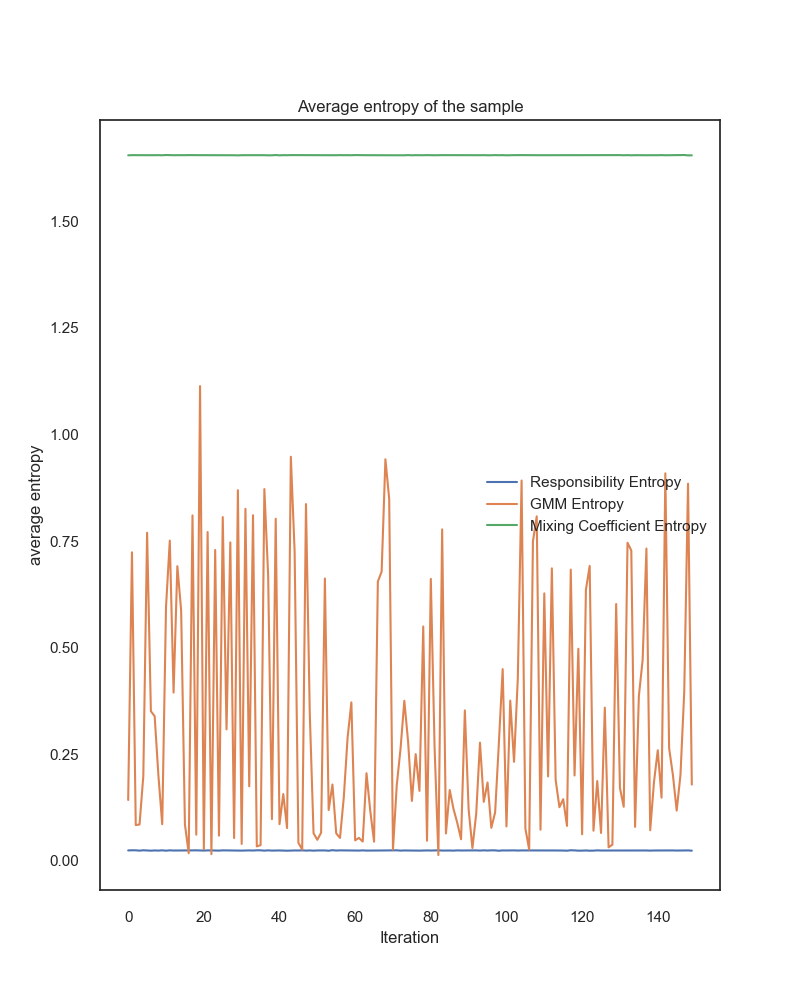 Average entropy of the sample
1.50
1.25
1.00
0.75
0.50
0.25
0.00
average entropy
Responsibility Entropy
GMM Entropy
Mixing Coefficient Entropy
0 20 40 60 80 100 120 140
Iteration